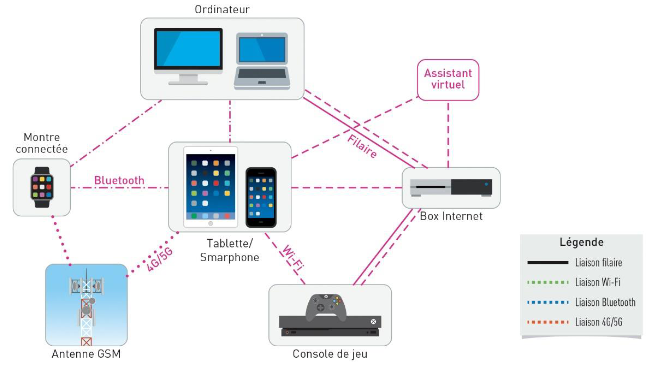 Ordinateur
Assistant
virtuel
Filaire
Montre
connectée
Bluetooth
Box Internet
Tablette/
Smarphone
4G/5G
Wi-Fi
Antenne GSM
Console de jeu
Légende
Liaison filaire
Liaison Wi-Fi
Liaison Bluetooth
Liaison 4G/5G